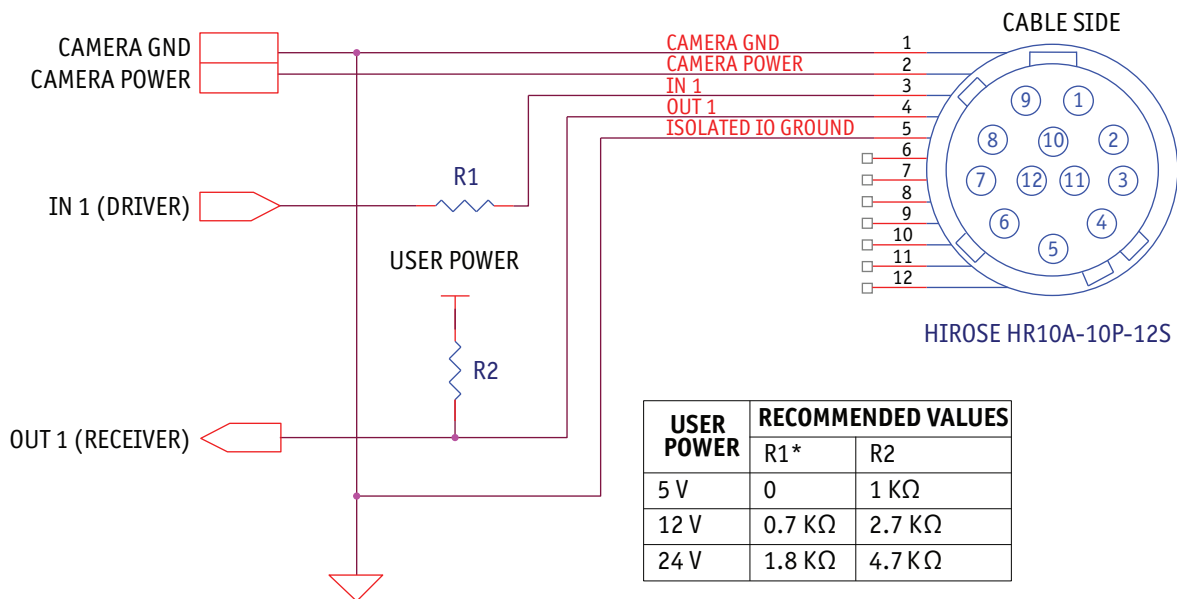 CABLE SIDE
CAMERA GND
CAMERA POWER
CAMERA GND 1
CAMERA POWER 2
IN 1 3
OUT 1 4
ISOLATED IO GROUND 5
6
7
8
9
10
11
12
9 1
8 10 2
7 12 11 3
6 4
5
HIROSE HR10A-10P-12S
IN 1 (DRIVER)
R1
USER POWER
R2
OUT 1 (RECEIVER)
USER POWER RECOMMENDED VALUES
R1* R2
5 V 0 1 KΩ
12 V 0.7 KΩ 2.7 KΩ
24 V 1.8 KΩ 4.7 KΩ